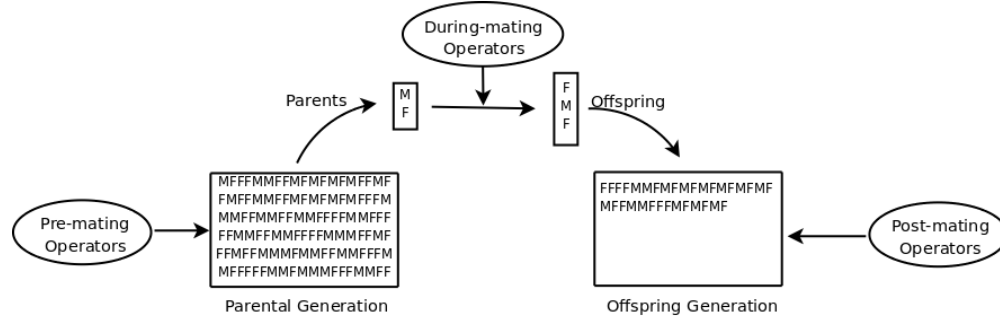 During-mating
Operators
Parents
M
F
F
M
F
Offspring
MFFFMMFFMFMFMFMFFMF
FMFFMMFFMFMFMFMFFFM
MMFFMMFFMMFFFFMMFFF
FFMMFFMMFFFFMMMFFMF
FFMFFMMMFMMFFMMFFFM
MFFFFFMMFMMMFFFMMFF
FFFFMMFMFMFMFMFMFMF
MFFMMFFFMFMFMF
Pre-mating
Operators
Post-mating
Operators
Parental Generation
Offspring Generation